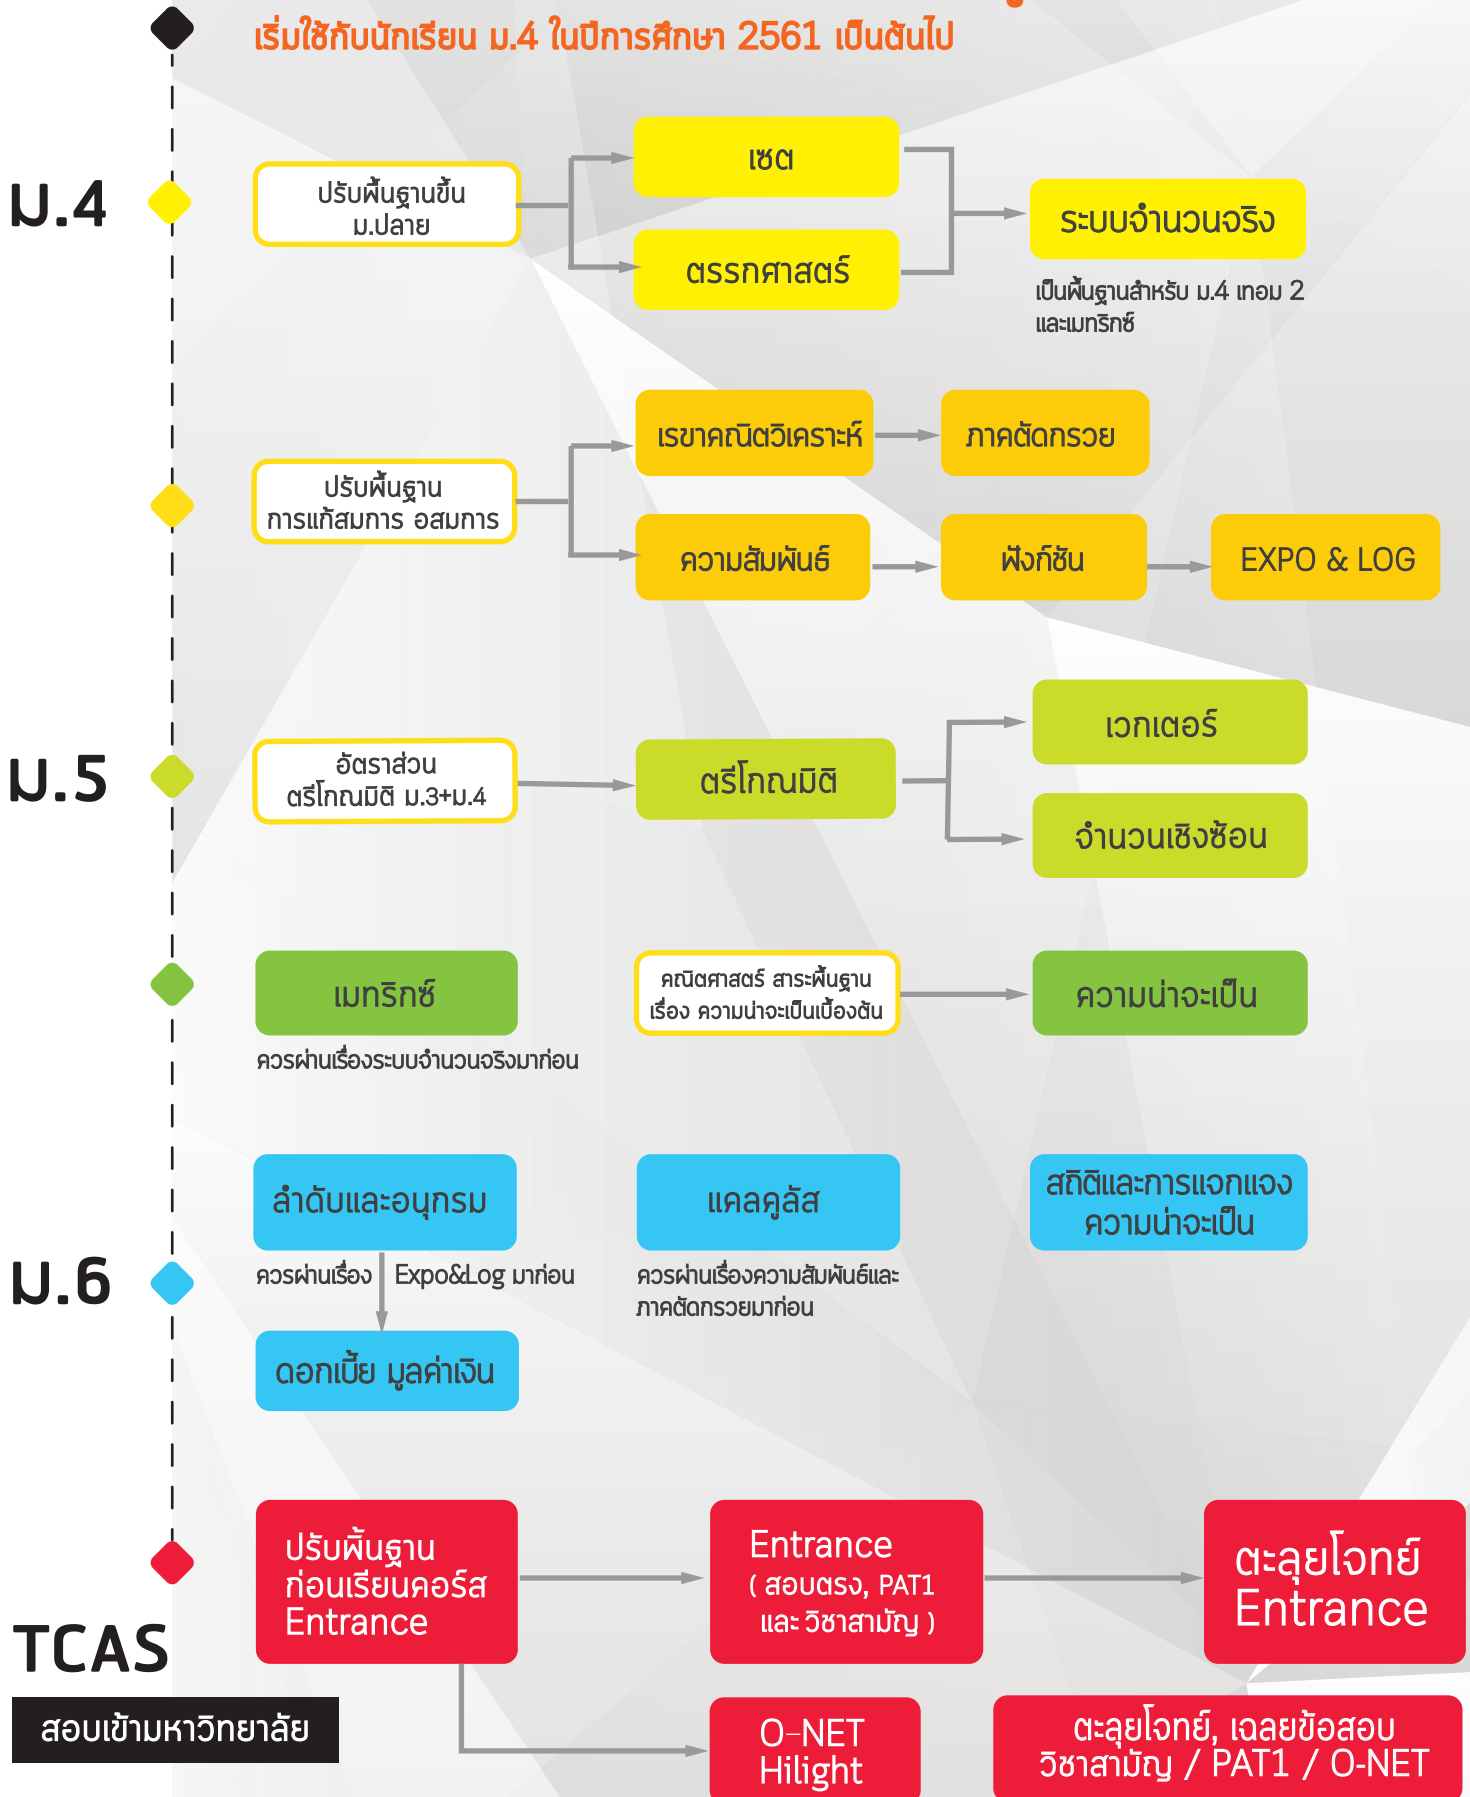 เริ่มใช้กับนักเรียน ม.4 ในปีการศึกษา 2561 เป็นต้นไป
ม.4
ปรับพื้นฐานขึ้น
ม.ปลาย
เซต
ตรรกศาสตร์
ระบบจำนวนจริง
เป็นพื้นฐานสำหรับ ม.4 เทอม 2
และเมทริกซ์
ปรับพื้นฐาน
การแก้สมการ อสมการ
เรขาคณิตวิเคราะห์
ภาคตัดกรวย
ความสัมพันธ์
ฟังก์ชัน
EXPO & LOG
ม.5
อัตราส่วน
ตรีโกณมิติ ม.3+ม.4
ตรีโกณมิติ
เวกเตอร์
จำนวนเชิงซ้อน
เมทริกซ์
ควรผ่านเรื่องระบบจำนวนจริงมาก่อน
คณิตศาสตร์ สาระพื้นฐาน
เรื่อง ความน่าจะเป็นเบื้องต้น
ความน่าจะเป็น
ม.6
ลำดับและอนุกรม
ควรผ่านเรื่อง Expo&Log มาก่อน
ดอกเบี้ย มูลค่าเงิน
แคลคูลัส
ควรผ่านเรื่องความสัมพันธ์และ
ภาคตัดกรวยมาก่อน
สถิติและการแจกแจง
ความน่าจะเป็น
TCAS
สอบเข้ามหาวิทยาลัย
ปรับพิ้นฐาน
ก่อนเรียนคอร์ส
Entrance
Entrance
( สอบตรง, PAT1
และ วิชาสามัญ )
ตะลุยโจทย์
Entrance
O-NET
Hilight
ตะลุยโจทย์, เฉลยข้อสอบ
วิชาสามัญ / PAT1 / O-NET